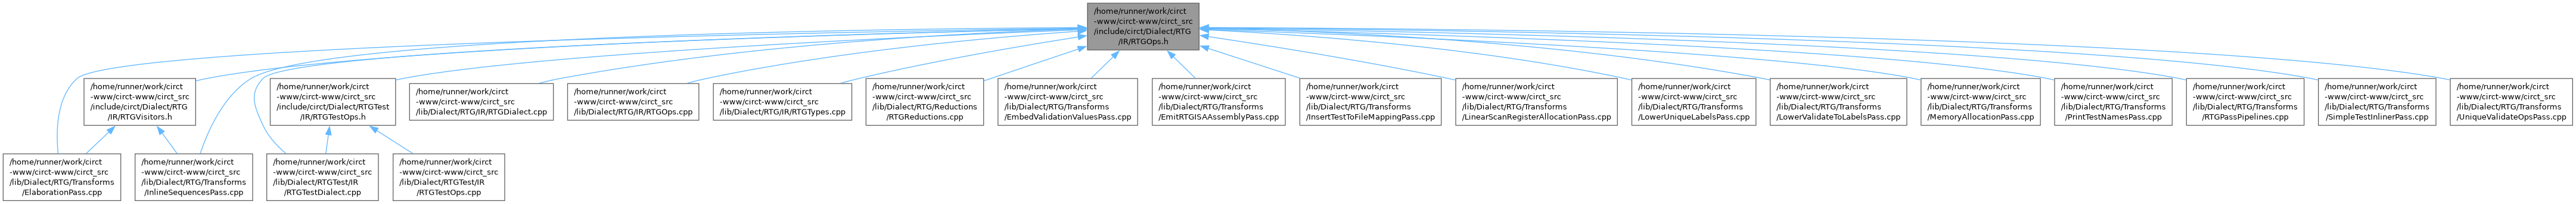 /home/runner/work/circt
-www/circt-www/circt_src
/include/circt/Dialect/RTG
/IR/RTGOps.h
/home/runner/work/circt
-www/circt-www/circt_src
/include/circt/Dialect/RTG
/IR/RTGVisitors.h
/home/runner/work/circt
-www/circt-www/circt_src
/include/circt/Dialect/RTGTest
/IR/RTGTestOps.h
/home/runner/work/circt
-www/circt-www/circt_src
/lib/Dialect/RTG/IR/RTGDialect.cpp
/home/runner/work/circt
-www/circt-www/circt_src
/lib/Dialect/RTG/IR/RTGOps.cpp
/home/runner/work/circt
-www/circt-www/circt_src
/lib/Dialect/RTG/IR/RTGTypes.cpp
/home/runner/work/circt
-www/circt-www/circt_src
/lib/Dialect/RTG/Reductions
/RTGReductions.cpp
/home/runner/work/circt
-www/circt-www/circt_src
/lib/Dialect/RTG/Transforms
/EmbedValidationValuesPass.cpp
/home/runner/work/circt
-www/circt-www/circt_src
/lib/Dialect/RTG/Transforms
/EmitRTGISAAssemblyPass.cpp
/home/runner/work/circt
-www/circt-www/circt_src
/lib/Dialect/RTG/Transforms
/InsertTestToFileMappingPass.cpp
/home/runner/work/circt
-www/circt-www/circt_src
/lib/Dialect/RTG/Transforms
/LinearScanRegisterAllocationPass.cpp
/home/runner/work/circt
-www/circt-www/circt_src
/lib/Dialect/RTG/Transforms
/LowerUniqueLabelsPass.cpp
/home/runner/work/circt
-www/circt-www/circt_src
/lib/Dialect/RTG/Transforms
/LowerValidateToLabelsPass.cpp
/home/runner/work/circt
-www/circt-www/circt_src
/lib/Dialect/RTG/Transforms
/MemoryAllocationPass.cpp
/home/runner/work/circt
-www/circt-www/circt_src
/lib/Dialect/RTG/Transforms
/PrintTestNamesPass.cpp
/home/runner/work/circt
-www/circt-www/circt_src
/lib/Dialect/RTG/Transforms
/RTGPassPipelines.cpp
/home/runner/work/circt
-www/circt-www/circt_src
/lib/Dialect/RTG/Transforms
/SimpleTestInlinerPass.cpp
/home/runner/work/circt
-www/circt-www/circt_src
/lib/Dialect/RTG/Transforms
/UniqueValidateOpsPass.cpp
/home/runner/work/circt
-www/circt-www/circt_src
/lib/Dialect/RTG/Transforms
/ElaborationPass.cpp
/home/runner/work/circt
-www/circt-www/circt_src
/lib/Dialect/RTG/Transforms
/InlineSequencesPass.cpp
/home/runner/work/circt
-www/circt-www/circt_src
/lib/Dialect/RTGTest/IR
/RTGTestDialect.cpp
/home/runner/work/circt
-www/circt-www/circt_src
/lib/Dialect/RTGTest/IR
/RTGTestOps.cpp